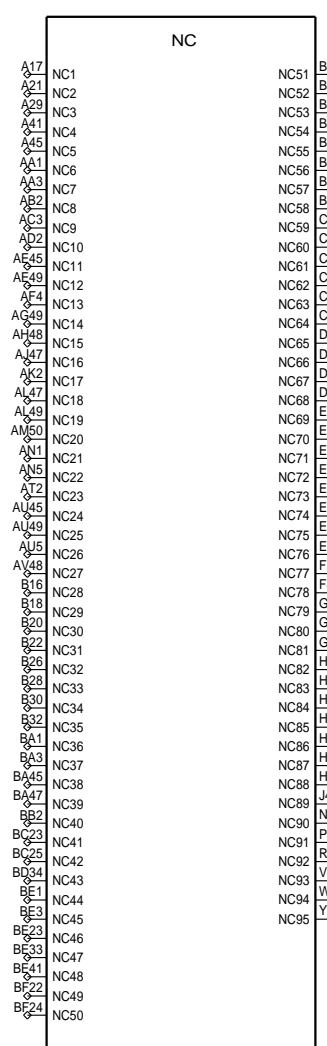 NC
A17 NC1 NC51 B
A21 NC2 NC52 B
A29 NC3 NC53 B
A41 NC4 NC54 B
A45 NC5 NC55 B
AA1 NC6 NC56 B
AA3 NC7 NC57 B
AB2 NC8 NC58 B
AC3 NC9 NC59 C
AD2 NC10 NC60 C
AE45 NC11 NC61 C
AE49 NC12 NC62 C
AF4 NC13 NC63 C
AG49 NC14 NC64 C
AH48 NC15 NC65 D
AJ47 NC16 NC66 D
AK2 NC17 NC67 D
AL47 NC18 NC68 D
AL49 NC19 NC69 E
AM50 NC20 NC70 E
AN1 NC21 NC71 E
AN5 NC22 NC72 E
AT2 NC23 NC73 E
AU45 NC24 NC74 E
AU49 NC25 NC75 E
AU5 NC26 NC76 E
AV48 NC27 NC77 F
B16 NC28 NC78 F
B18 NC29 NC79 G
B20 NC30 NC80 G
B22 NC31 NC81 G
B26 NC32 NC82 H
B28 NC33 NC83 H
B30 NC34 NC84 H
B32 NC35 NC85 H
BA1 NC36 NC86 H
BA3 NC37 NC87 H
BA45 NC38 NC88 H
BA47 NC39 NC89 J4
BB2 NC40 NC90 N
BC23 NC41 NC91 P
BC25 NC42 NC92 R
BD34 NC43 NC93 V
BE1 NC44 NC94 W
BE3 NC45 NC95 Y
BE23 NC46
BE33 NC47
BE41 NC48
BF22 NC49
BF24 NC50